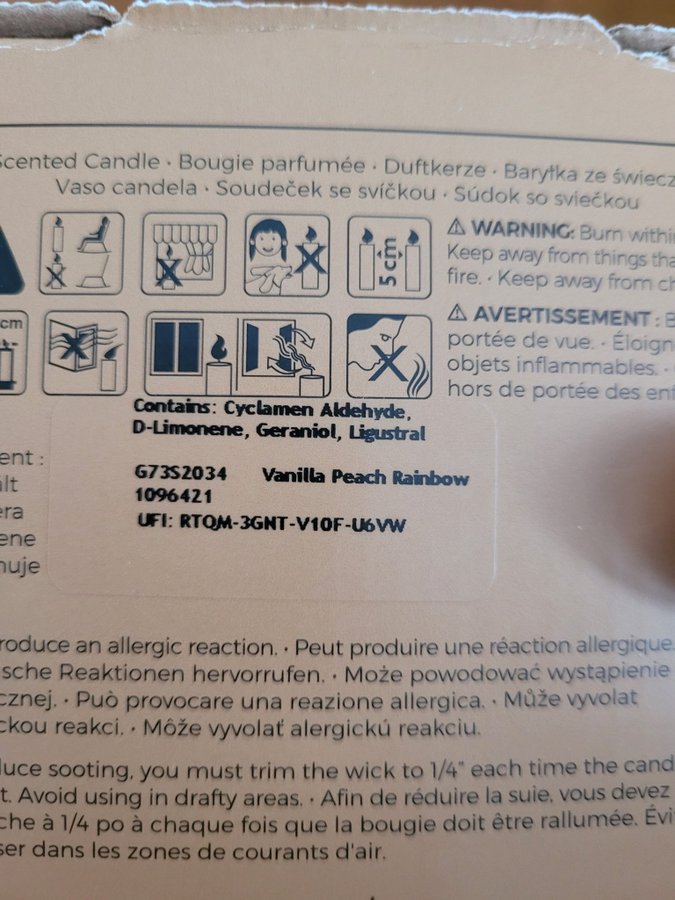 Scented Candle · Bougie parfumée · Duftkerze · Baryłka ze świecz
Vaso candela · Soudeček se svíčkou · Súdok so sviečkou
5 cm
⚠ WARNING: Burn within
Keep away from things tha
fire. · Keep away from ch
cm
⚠ AVERTISSEMENT : B
portée de vue. · Éloign
objets inflammables. ·
hors de portée des enf
Contains: Cyclamen Aldehyde,
D-Limonene, Geraniol, Ligustral
G73S2034 Vanilla Peach Rainbow
1096421
UFI: RTQM-3GNT-V10F-U6VW
ent :
alt
era
ene
nuje
roduce an allergic reaction. · Peut produire une réaction allergique.
ische Reaktionen hervorrufen. · Może powodować wystąpienie
cznej. · Può provocare una reazione allergica. · Může vyvolat
ckou reakci. · Môže vyvolať alergickú reakciu.
duce sooting, you must trim the wick to 1/4" each time the cand
t. Avoid using in drafty areas. · Afin de réduire la suie, vous devez
che à 1/4 po à chaque fois que la bougie doit être rallumée. Évi
ser dans les zones de courants d'air.